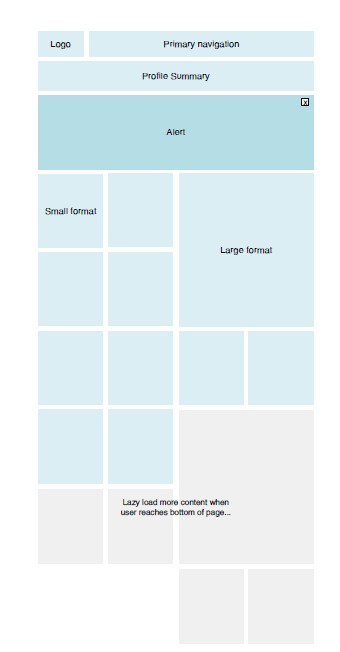 Logo
Primary navigation
Profile Summary
x
Alert
Small format
Large format
Lazy load more content when
user reaches bottom of page...